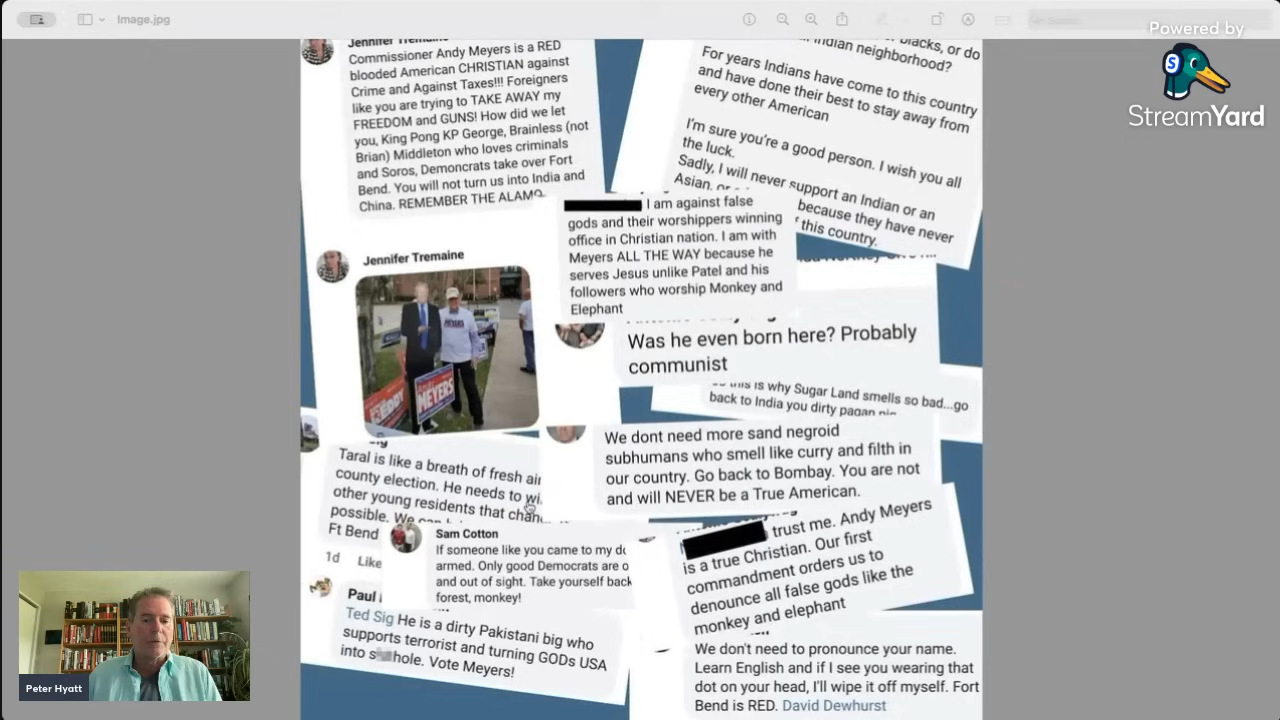 Image.jpg
Powered by
StreamYard
Jennifer Tremaine
Commissioner Andy Meyers is a RED
blooded American CHRISTIAN against
Crime and Against Taxes!!! Foreigners
like you are trying to TAKE AWAY my
FREEDOM and GUNS! How did we let
you, King Pong KP George, Brainless (not
Brian) Middleton who loves criminals
and Soros, Demoncrats take over Fort
Bend. You will not turn us into India and
China. REMEMBER THE ALAMO
blacks, or do
Indian neighborhood?
For years Indians have come to this country
and have done their best to stay away from
every other American
I'm sure you're a good person. I wish you all
the luck.
Sadly, I will never support an Indian or an
Asian, or
because they have never
this country.
I am against false
gods and their worshippers winning
office in Christian nation. I am with
Meyers ALL THE WAY because he
serves Jesus unlike Patel and his
followers who worship Monkey and
Elephant
Jennifer Tremaine
MEYERS
MEYERS
Was he even born here? Probably
communist
this is why Sugar Land smells so bad...go
back to India you dirty pagan
We dont need more sand negroid
subhumans who smell like curry and filth in
our country. Go back to Bombay. You are not
and will NEVER be a True American.
Taral is like a breath of fresh air
county election. He needs to wi
other young residents that chan
possible. We
Ft Bend
1d Like
Sam Cotton
If someone like you came to my do
armed. Only good Democrats are o
and out of sight. Take yourself back
forest, monkey!
trust me. Andy Meyers
is a true Christian. Our first
commandment orders us to
denounce all false gods like the
monkey and elephant
Paul
Ted Sig He is a dirty Pakistani big who
supports terrorist and turning GODs USA
into s hole. Vote Meyers!
We don't need to pronounce your name.
Learn English and if I see you wearing that
dot on your head, I'll wipe it off myself. Fort
Bend is RED. David Dewhurst
Peter Hyatt